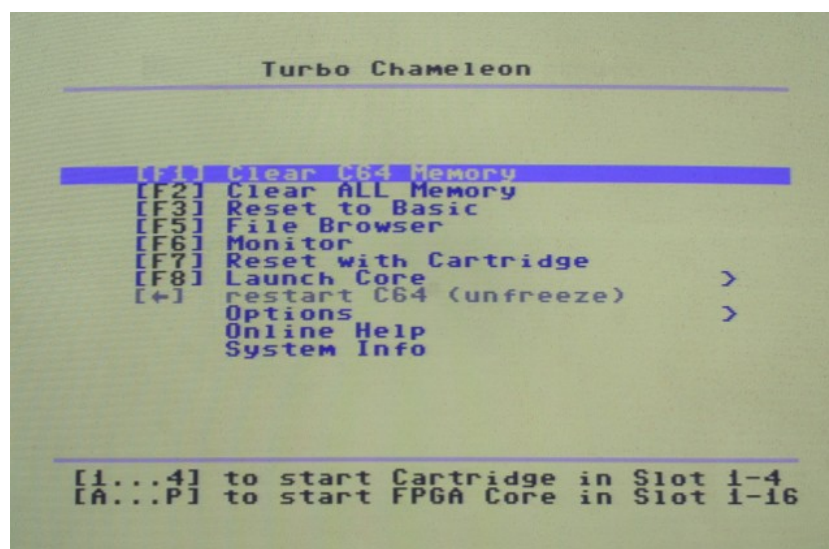 Turbo Chameleon
[F1] Clear C64 Memory
[F2] Clear ALL Memory
[F3] Reset to Basic
[F5] File Browser
[F6] Monitor
[F7] Reset with Cartridge
[F8] Launch Core >
[←] restart C64 (unfreeze)
Options >
Online Help
System Info
[1...4] to start Cartridge in Slot 1-4
[A...P] to start FPGA Core in Slot 1-16